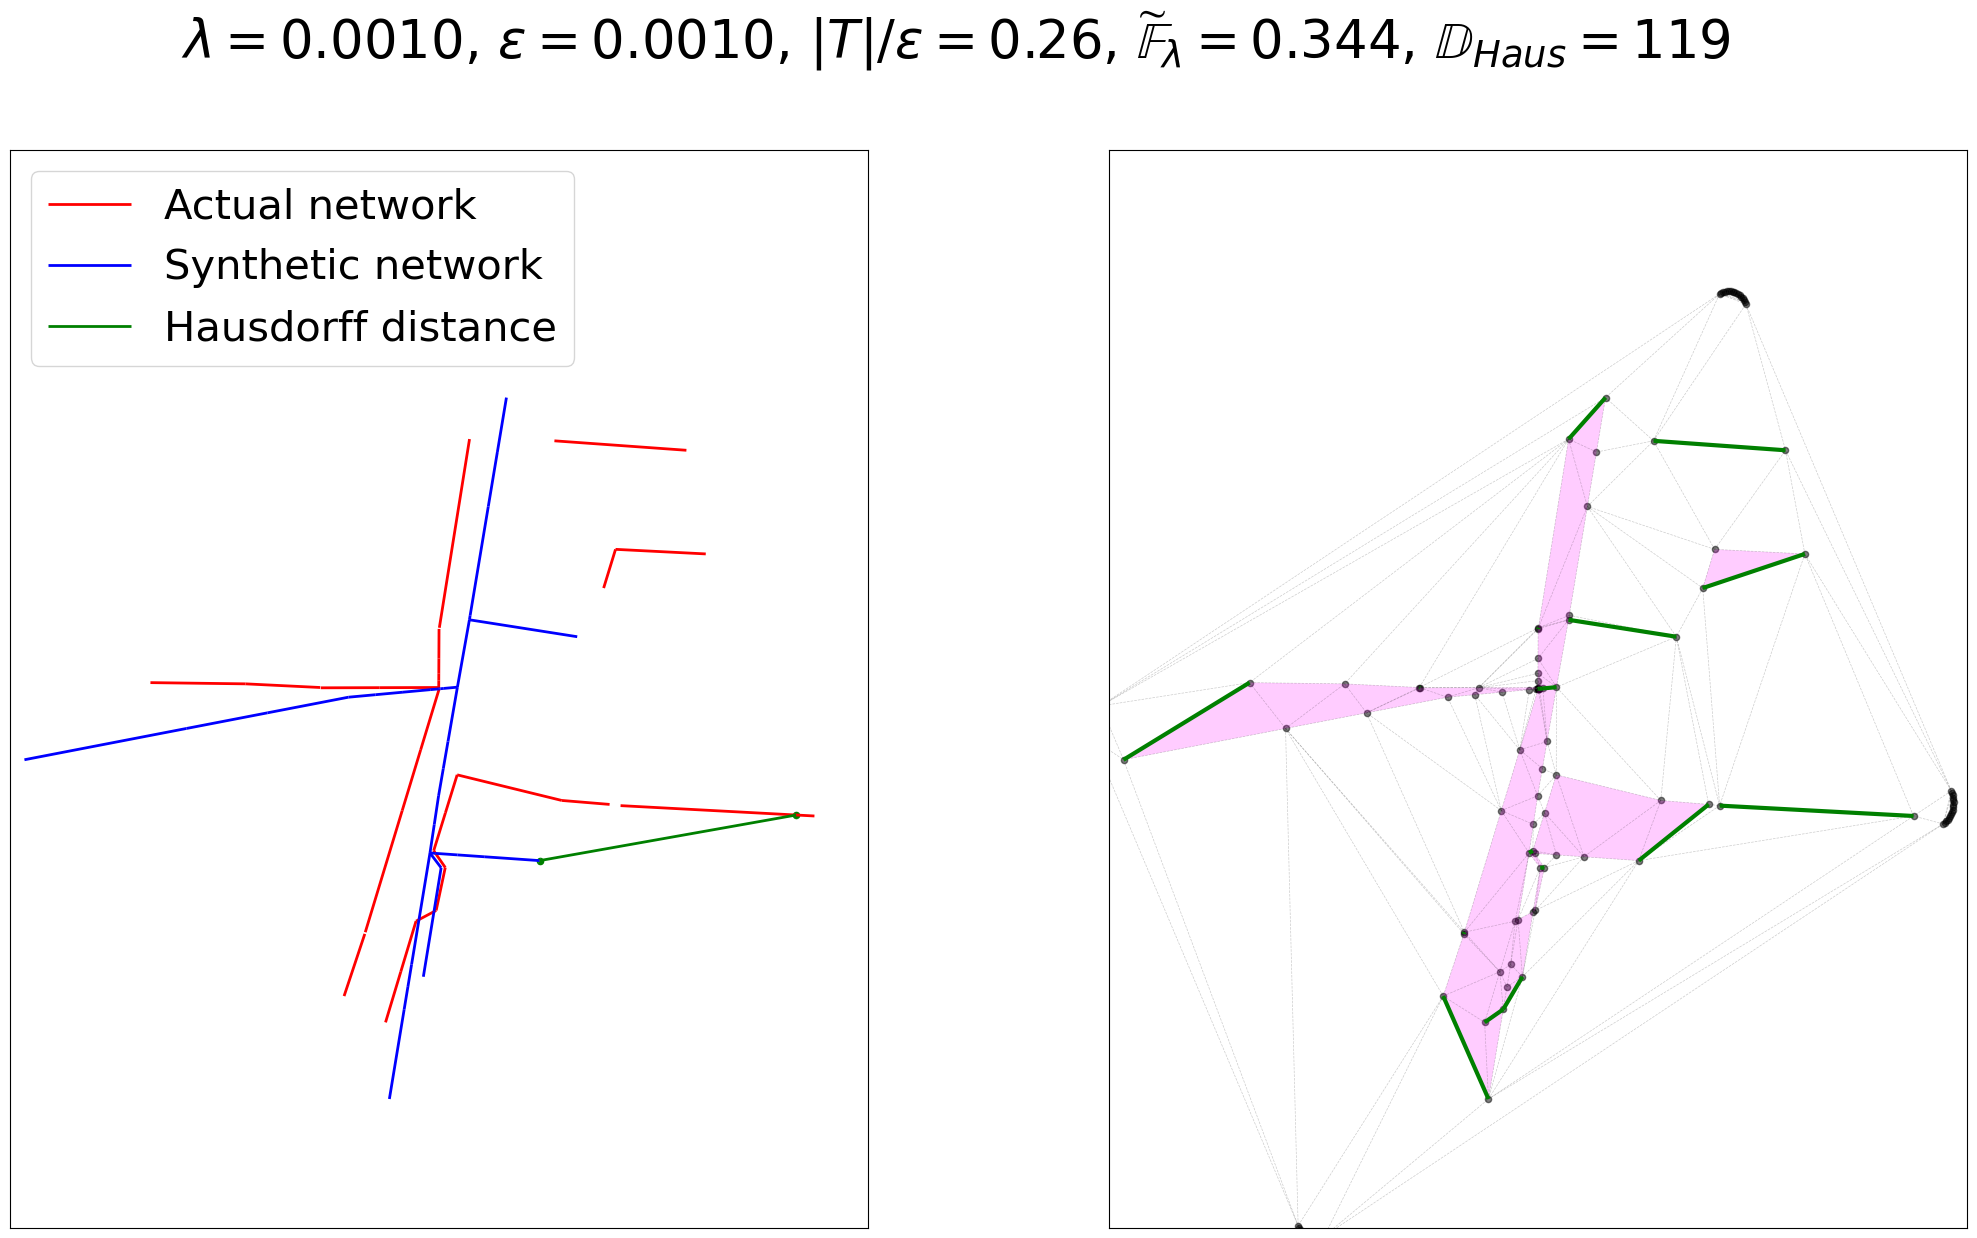 λ = 0.0010, ε = 0.0010, |T|/ε = 0.26, 𝔽̃_λ = 0.344, 𝔻_Haus = 119
Actual network
Synthetic network
Hausdorff distance